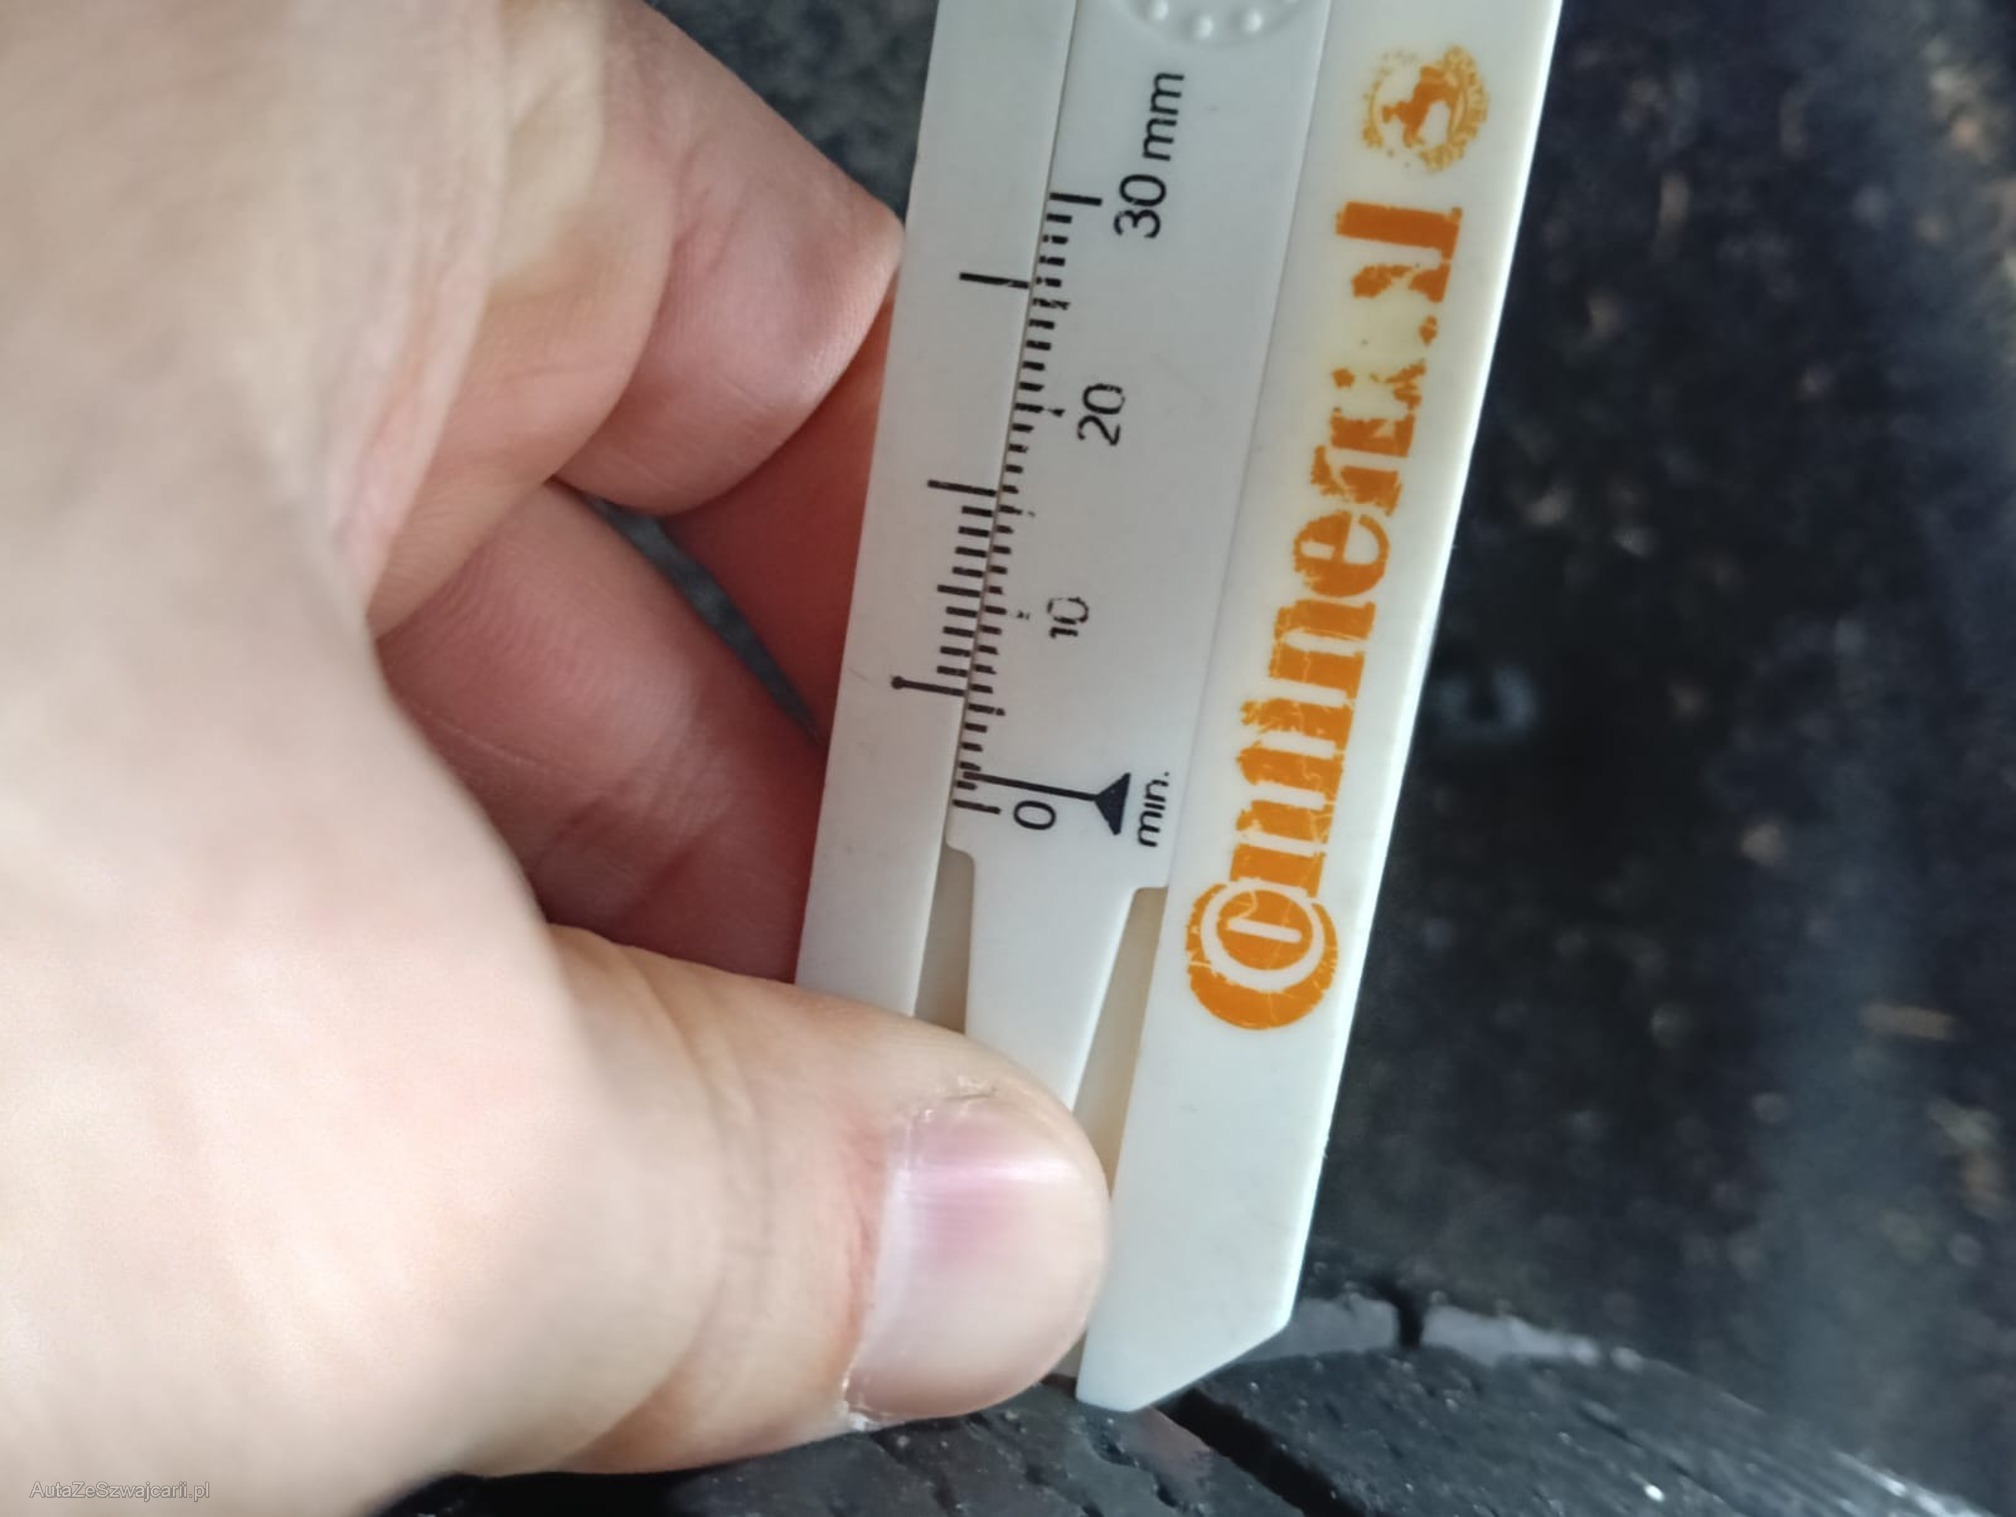 30 mm
20
10
0
min.
Continental
AutaZeSzwajcarii.pl